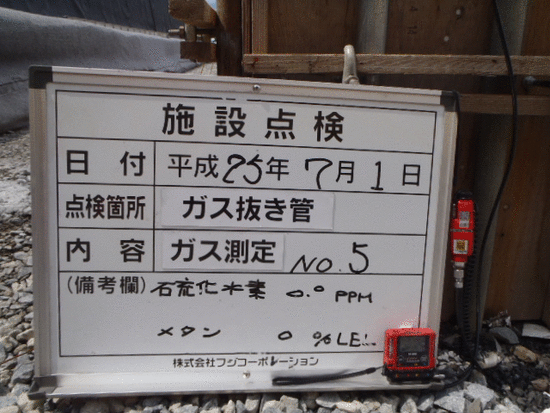 施設点検
日付 平成25年7月1日
点検箇所 ガス抜き管
内容 ガス測定 NO.5
(備考欄) 石流化水素 0.0 PPM
メタン 0 %LEL
株式会社フジコーポレーション